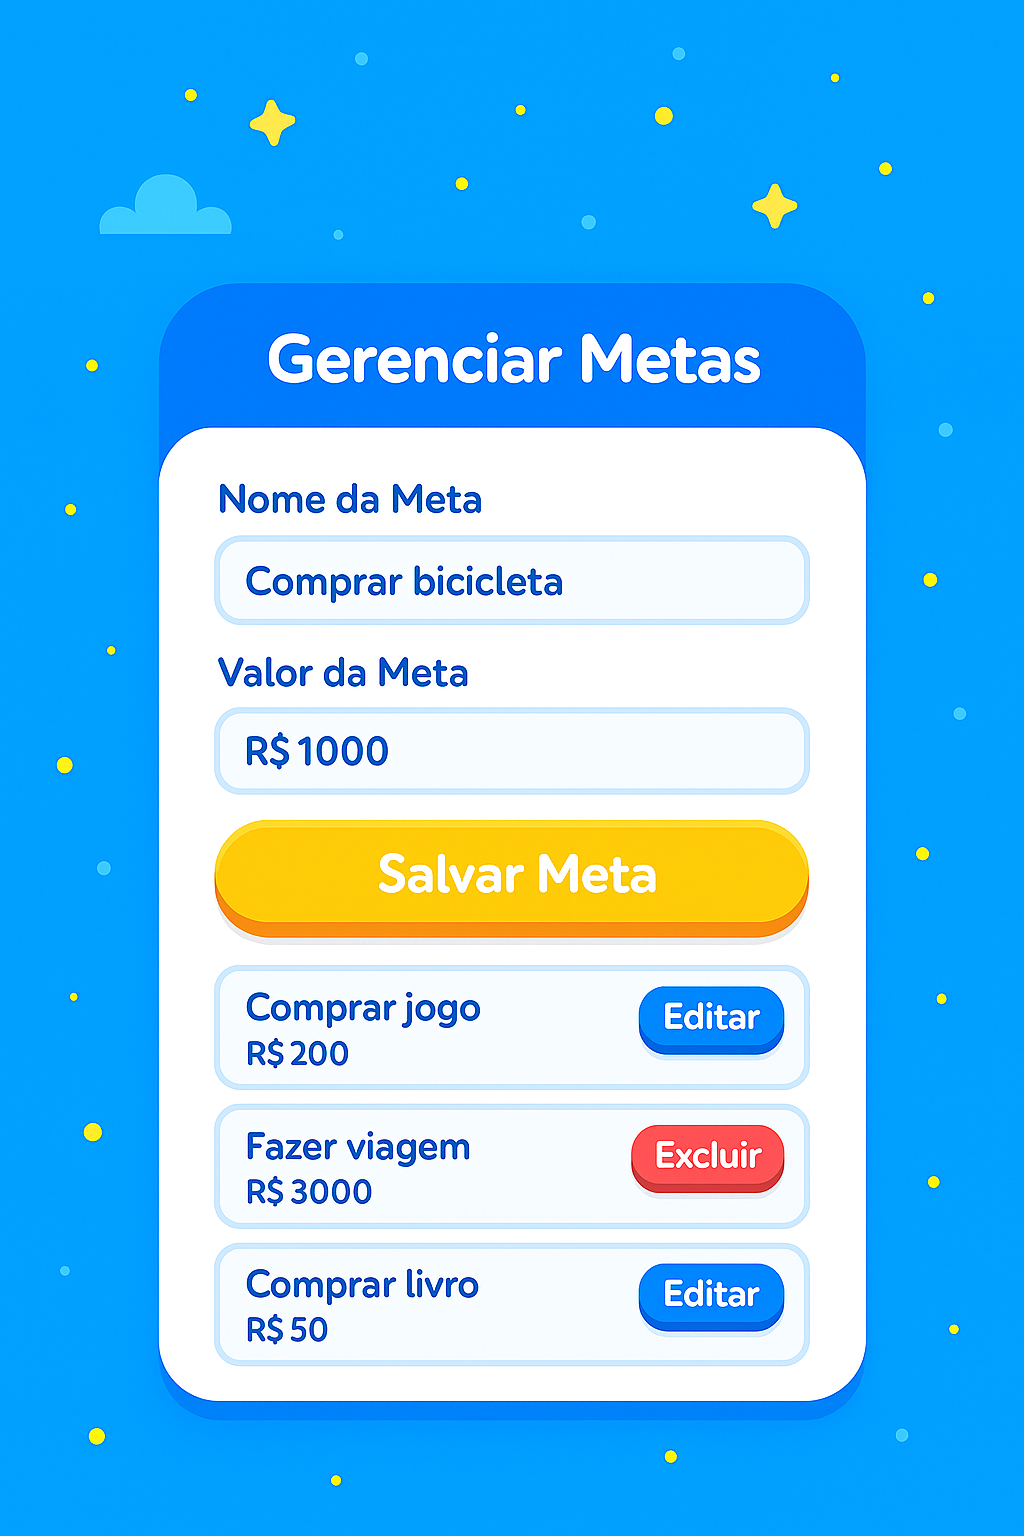 Gerenciar Metas
Nome da Meta
Comprar bicicleta
Valor da Meta
R$ 1000
Salvar Meta
Comprar jogo
R$ 200
Editar
Fazer viagem
R$ 3000
Excluir
Comprar livro
R$ 50
Editar